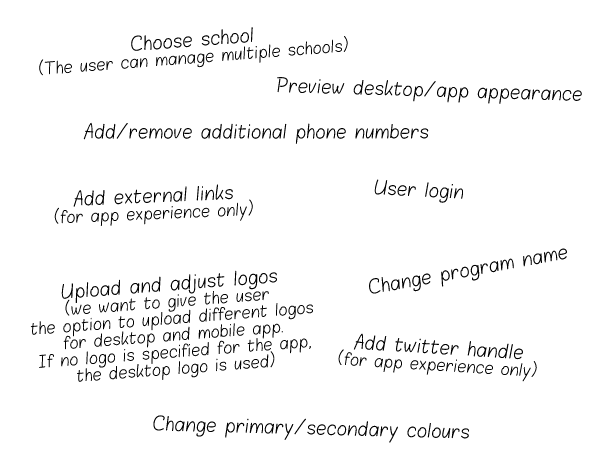 Choose school
(The user can manage multiple schools)
Preview desktop/app appearance
Add/remove additional phone numbers
Add external links
(for app experience only)
User login
Upload and adjust logos
(we want to give the user
the option to upload different logos
for desktop and mobile app.
If no logo is specified for the app,
the desktop logo is used)
Change program name
Add twitter handle
(for app experience only)
Change primary/secondary colours